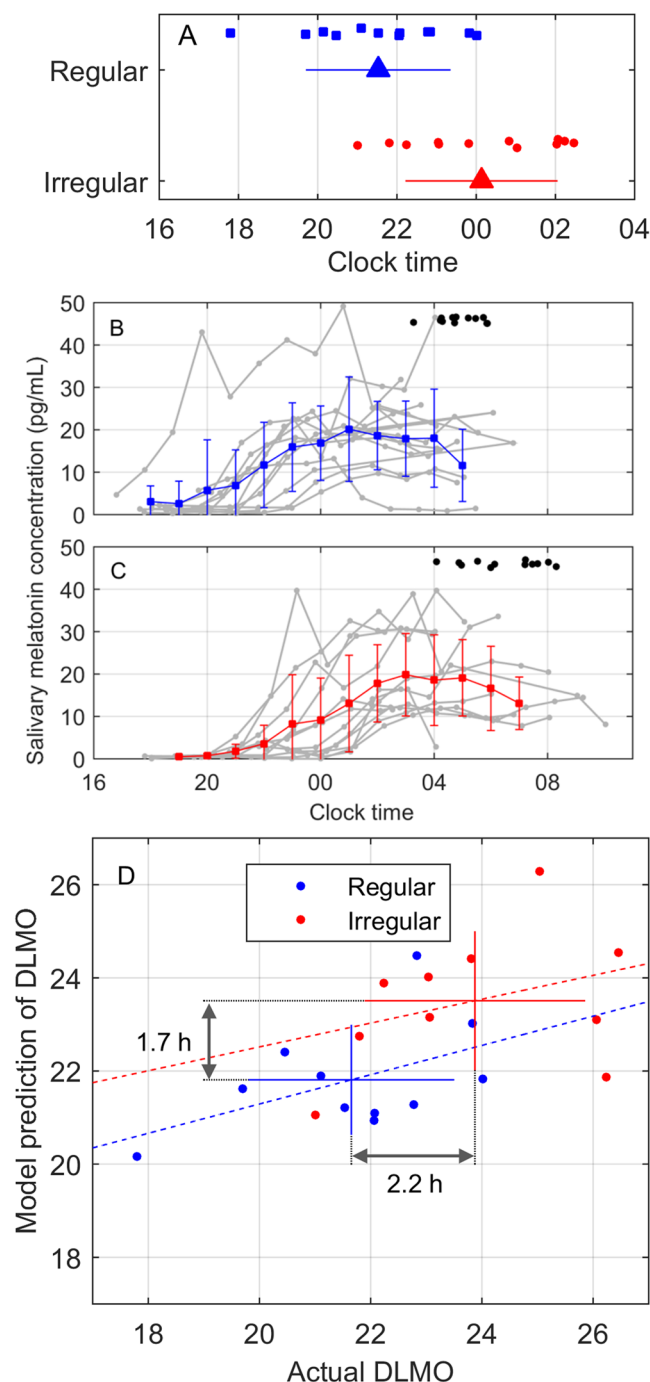 A
Regular
Irregular
16 18 20 22 00 02 04
Clock time
Salivary melatonin concentration (pg/mL)
B
50
40
30
20
10
0
C
50
40
30
20
10
0
16 20 00 04 08
Clock time
D
Regular
Irregular
Model prediction of DLMO
26
24
22
20
18
1.7 h
2.2 h
18 20 22 24 26
Actual DLMO